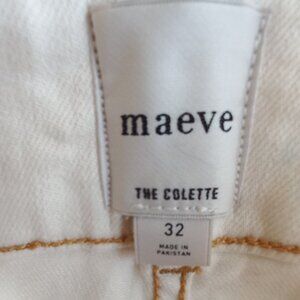 maeve
THE COLETTE
32
MADE IN
PAKISTAN